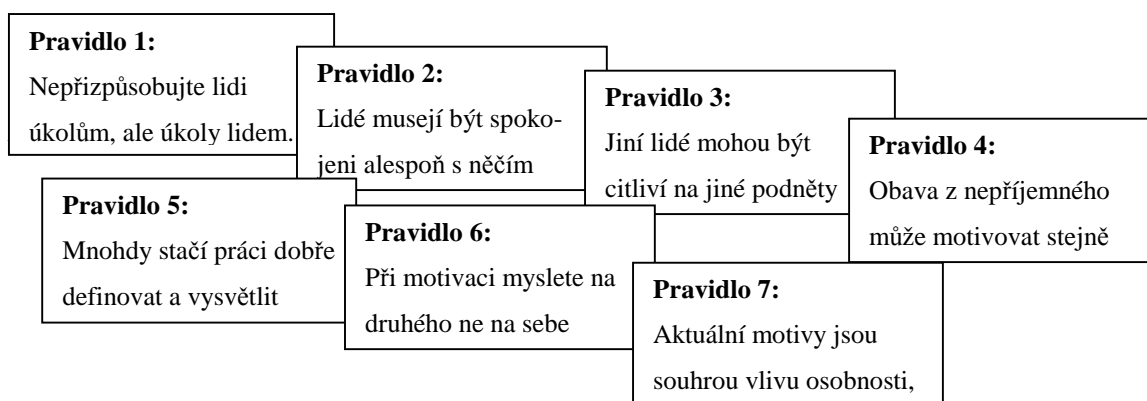 Pravidlo 1:
Nepřizpůsobujte lidi
úkolům, ale úkoly lidem.
Pravidlo 2:
Lidé musejí být spoko-
jeni alespoň s něčím
Pravidlo 3:
Jiní lidé mohou být
citliví na jiné podněty
Pravidlo 4:
Obava z nepříjemného
může motivovat stejně
Pravidlo 5:
Mnohdy stačí práci dobře
definovat a vysvětlit
Pravidlo 6:
Při motivaci myslete na
druhého ne na sebe
Pravidlo 7:
Aktuální motivy jsou
souhrou vlivu osobnosti,